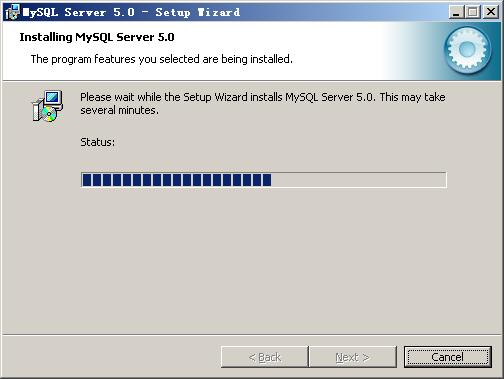 MySQL Server 5.0 - Setup Wizard
Installing MySQL Server 5.0
The program features you selected are being installed.
Please wait while the Setup Wizard installs MySQL Server 5.0. This may take
several minutes.
Status:
< Back
Next >
Cancel